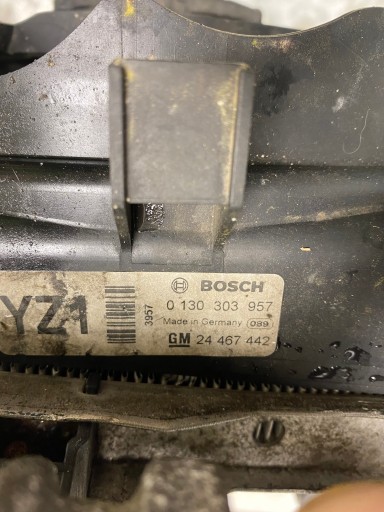 BOSCH
YZ1
3957
0 130 303 957
Made in Germany 089
GM 24 467 442